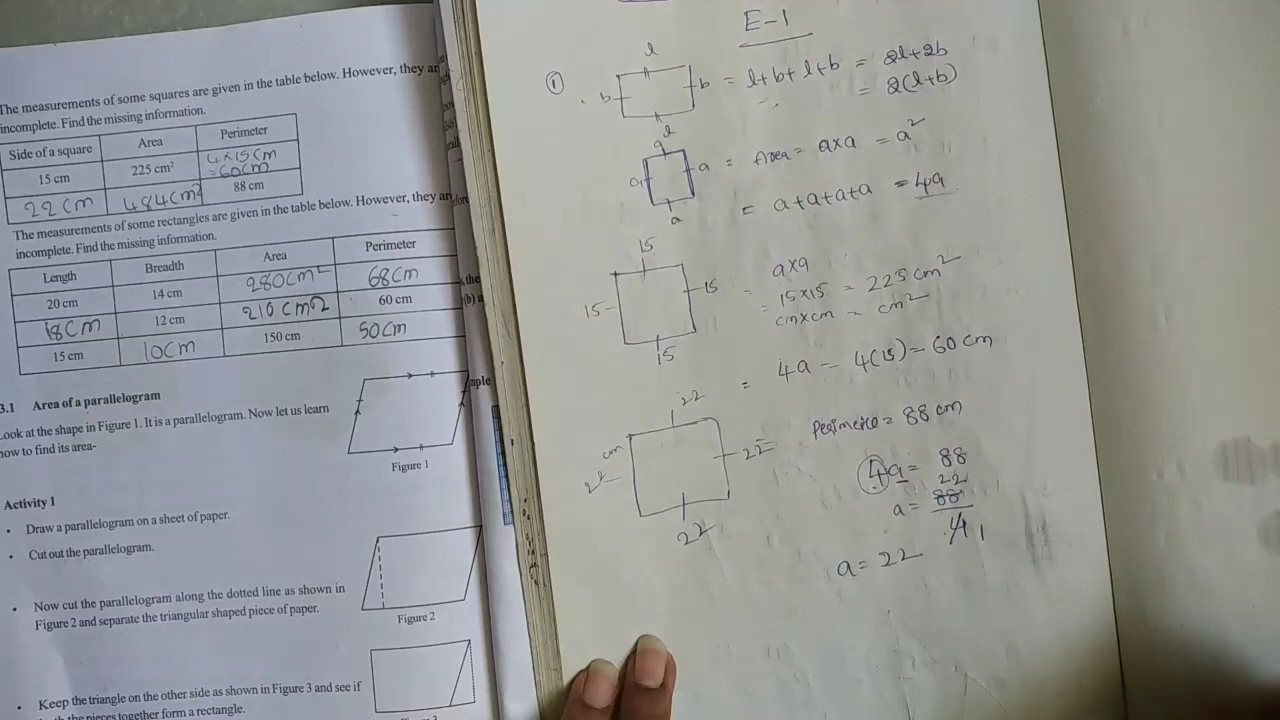 The measurements of some squares are given in the table below. However, they ar
incomplete. Find the missing information.
Side of a square Area Perimeter
15 cm 225 cm² 4×15cm
=60cm
22 cm 484cm² 88 cm
The measurements of some rectangles are given in the table below. However, they ar
incomplete. Find the missing information.
Length Breadth Area Perimeter
20 cm 14 cm 280cm² 68cm
18cm 12 cm 216 cm2 60 cm
15 cm 10cm 150 cm 50cm
3.1 Area of a parallelogram
Look at the shape in Figure 1. It is a parallelogram. Now let us learn
how to find its area-
Figure 1
Activity 1
• Draw a parallelogram on a sheet of paper.
• Cut out the parallelogram.
• Now cut the parallelogram along the dotted line as shown in
Figure 2 and separate the triangular shaped piece of paper.
Figure 2
• Keep the triangle on the other side as shown in Figure 3 and see if
the pieces together form a rectangle.
the
(b) a
E-1
①
l
b b = l+b+l+b = 2l+2b
l = 2(l+b)
a
a a = Area = a×a = a²
a = a+a+a+a = 4a
15
15 15 = a×a
= 15×15 = 225 cm²
cm×cm = cm²
15
= 4a = 4(15) = 60 cm
22
cm
22 22 = Perimeter = 88 cm
22
4a = 88
22
a = 88
4 1
a = 22